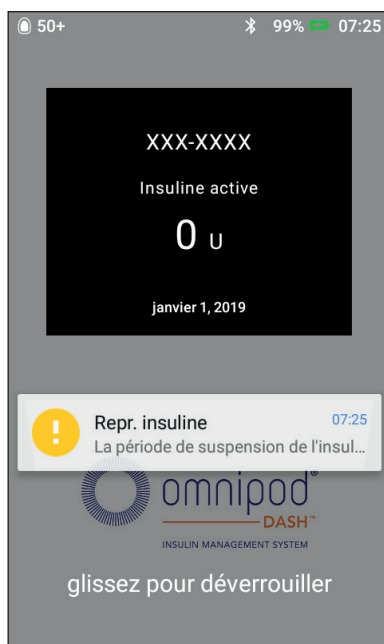 50+ 99% 07:25
XXX-XXXX
Insuline active
0 U
janvier 1, 2019
Repr. insuline 07:25
La période de suspension de l'insul...
omnipod®
DASH™
INSULIN MANAGEMENT SYSTEM
glissez pour déverrouiller